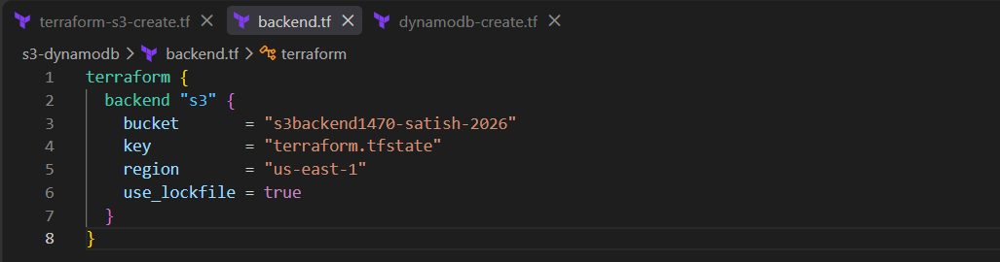 terraform-s3-create.tf backend.tf dynamodb-create.tf
s3-dynamodb > backend.tf > terraform
1 terraform {
2   backend "s3" {
3     bucket       = "s3backend1470-satish-2026"
4     key          = "terraform.tfstate"
5     region       = "us-east-1"
6     use_lockfile = true
7   }
8 }